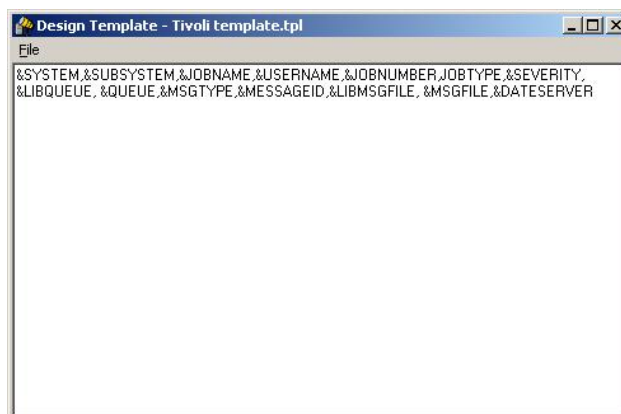 Design Template - Tivoli template.tpl
File
&SYSTEM,&SUBSYSTEM,&JOBNAME,&USERNAME,&JOBNUMBER,JOBTYPE,&SEVERITY,
&LIBQUEUE, &QUEUE,&MSGTYPE,&MESSAGEID,&LIBMSGFILE, &MSGFILE,&DATESERVER